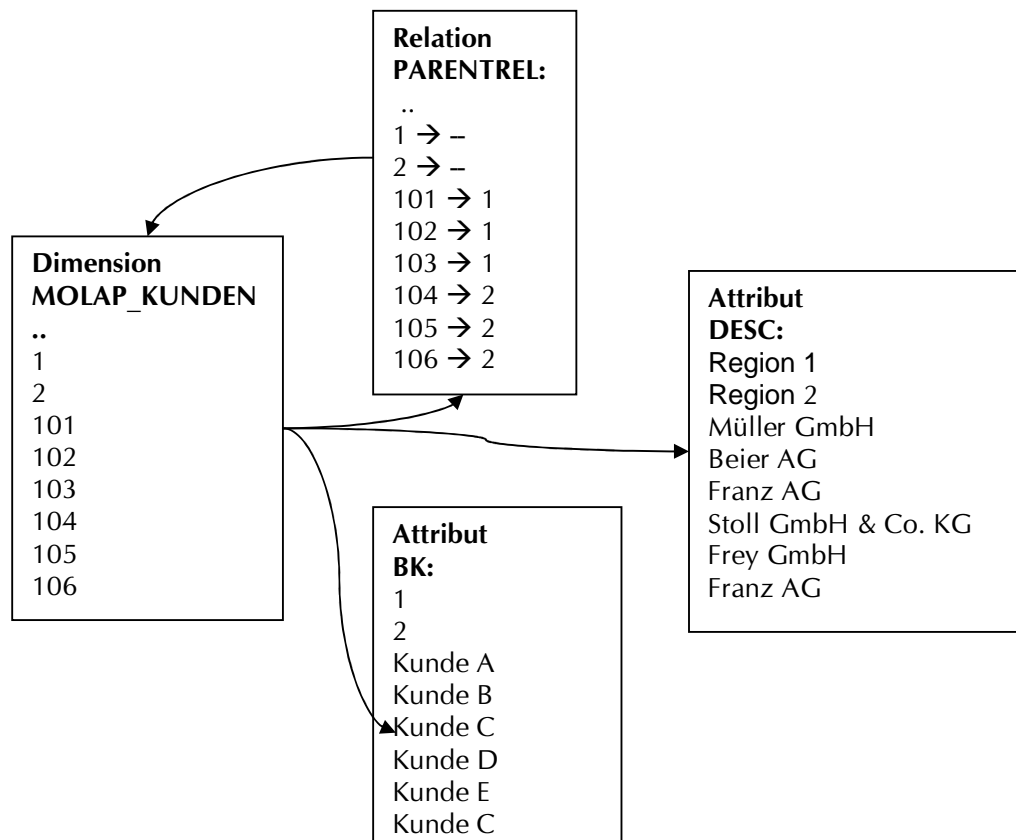 Relation
PARENTREL:
..
1 → --
2 → --
101 → 1
102 → 1
103 → 1
104 → 2
105 → 2
106 → 2
Dimension
MOLAP_KUNDEN
..
1
2
101
102
103
104
105
106
Attribut
DESC:
Region 1
Region 2
Müller GmbH
Beier AG
Franz AG
Stoll GmbH & Co. KG
Frey GmbH
Franz AG
Attribut
BK:
1
2
Kunde A
Kunde B
Kunde C
Kunde D
Kunde E
Kunde C